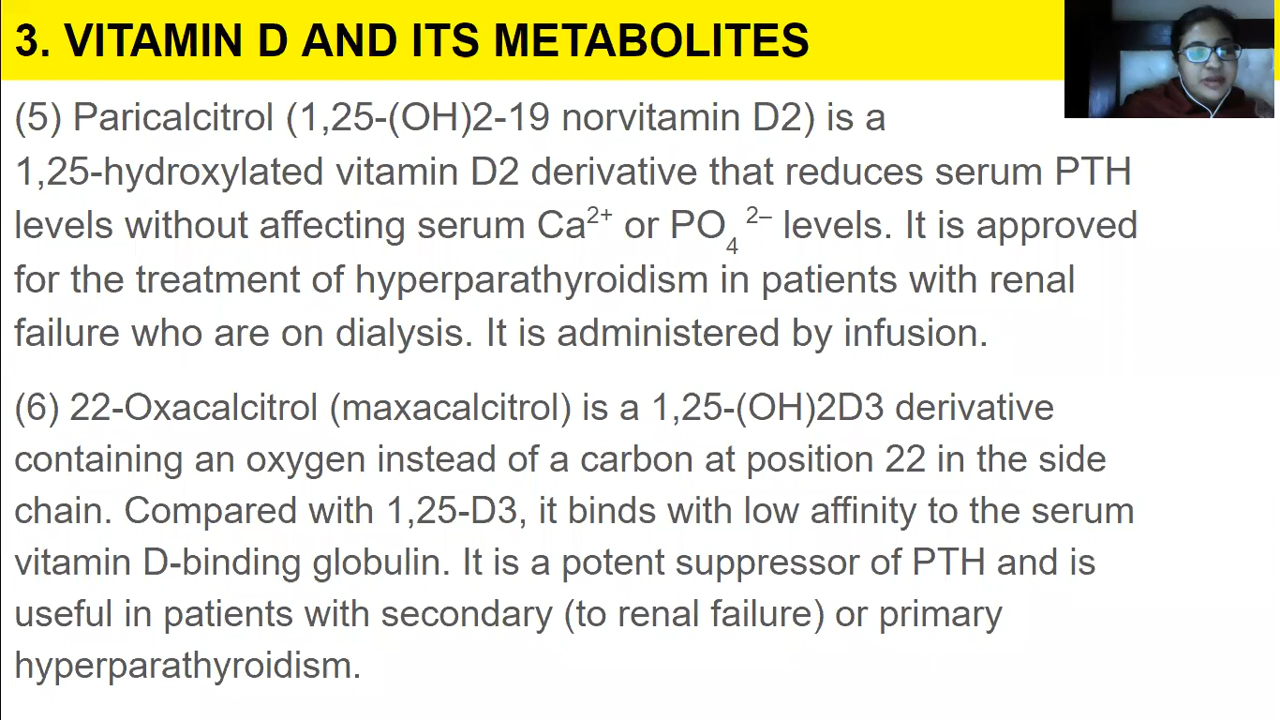 3. VITAMIN D AND ITS METABOLITES
(5) Paricalcitrol (1,25-(OH)2-19 norvitamin D2) is a
1,25-hydroxylated vitamin D2 derivative that reduces serum PTH
levels without affecting serum Ca²⁺ or PO₄ ²⁻ levels. It is approved
for the treatment of hyperparathyroidism in patients with renal
failure who are on dialysis. It is administered by infusion.
(6) 22-Oxacalcitrol (maxacalcitrol) is a 1,25-(OH)2D3 derivative
containing an oxygen instead of a carbon at position 22 in the side
chain. Compared with 1,25-D3, it binds with low affinity to the serum
vitamin D-binding globulin. It is a potent suppressor of PTH and is
useful in patients with secondary (to renal failure) or primary
hyperparathyroidism.